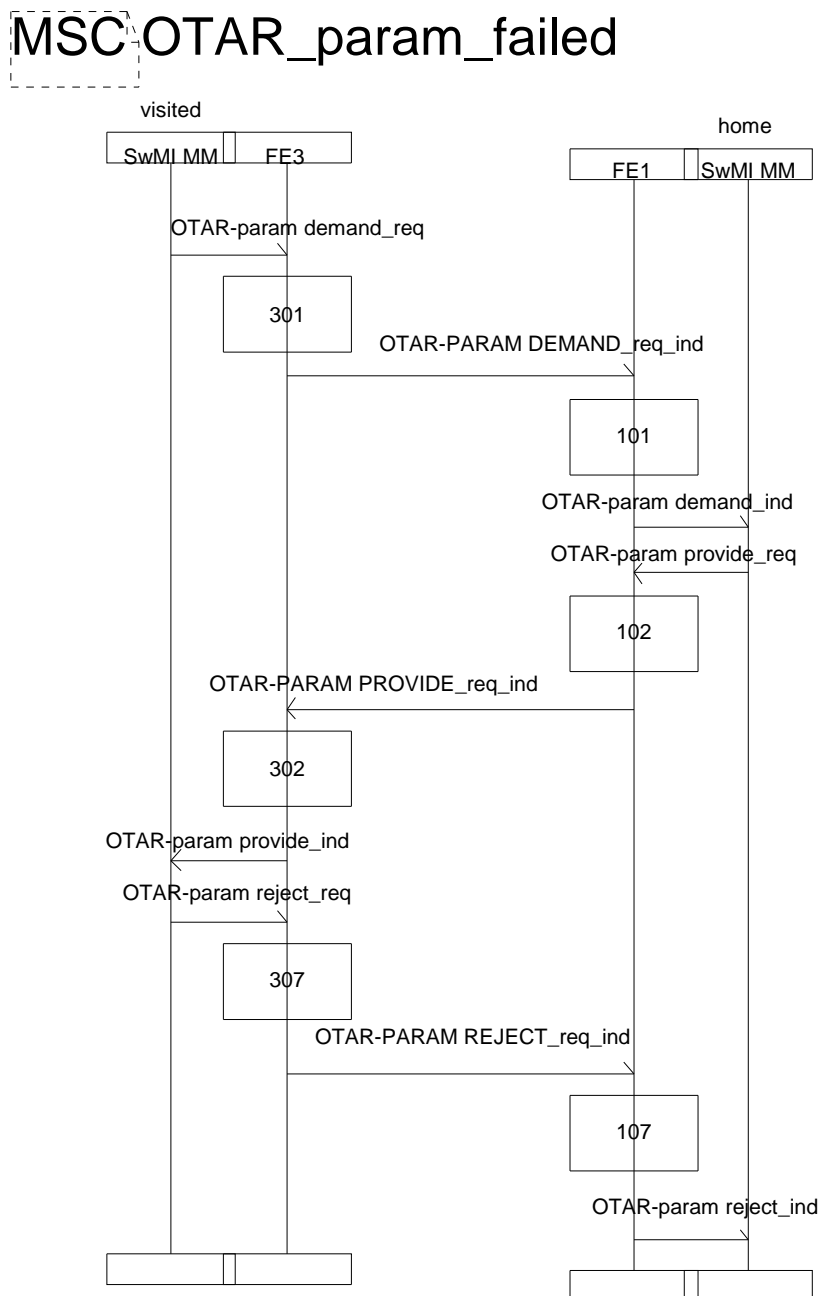 MSC OTAR_param_failed
visited
home
SwMI MM
FE3
FE1
SwMI MM
OTAR-param demand_req
301
OTAR-PARAM DEMAND_req_ind
101
OTAR-param demand_ind
OTAR-param provide_req
102
OTAR-PARAM PROVIDE_req_ind
302
OTAR-param provide_ind
OTAR-param reject_req
307
OTAR-PARAM REJECT_req_ind
107
OTAR-param reject_ind